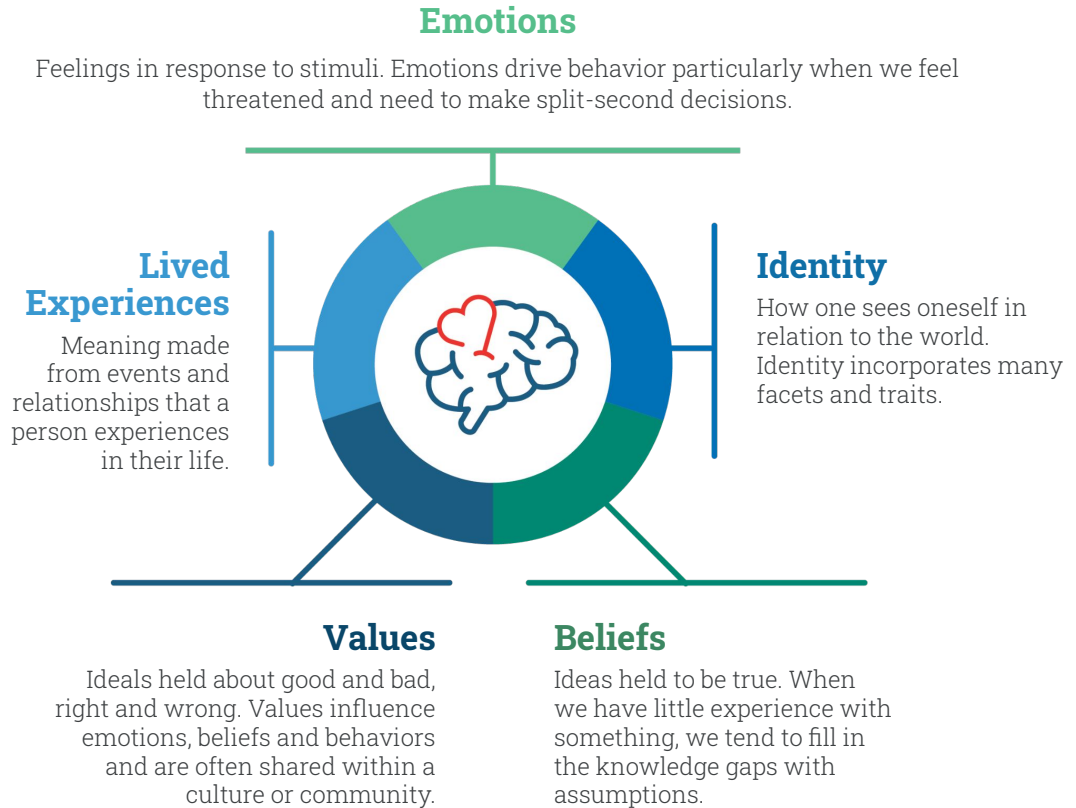 Emotions
Feelings in response to stimuli. Emotions drive behavior particularly when we feel
threatened and need to make split-second decisions.
Lived
Experiences
Meaning made
from events and
relationships that a
person experiences
in their life.
Identity
How one sees oneself in
relation to the world.
Identity incorporates many
facets and traits.
Values
Ideals held about good and bad,
right and wrong. Values influence
emotions, beliefs and behaviors
and are often shared within a
culture or community.
Beliefs
Ideas held to be true. When
we have little experience with
something, we tend to fill in
the knowledge gaps with
assumptions.